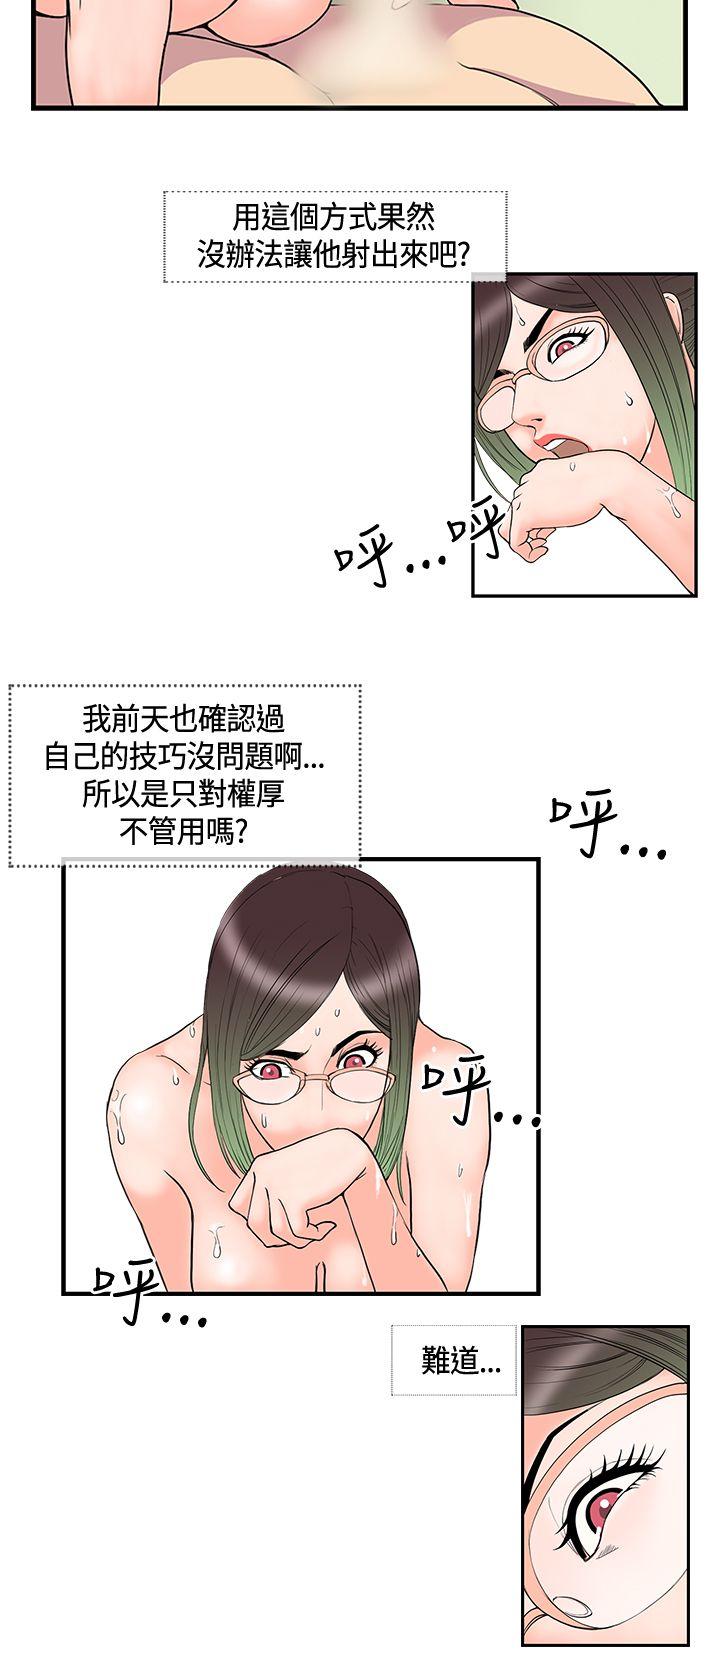 用這個方式果然
沒辦法讓他射出來吧?
呼...呼
我前天也確認過
自己的技巧沒問題啊...
所以是只對權厚
不管用嗎?
呼...
呼...
呼...
難道...